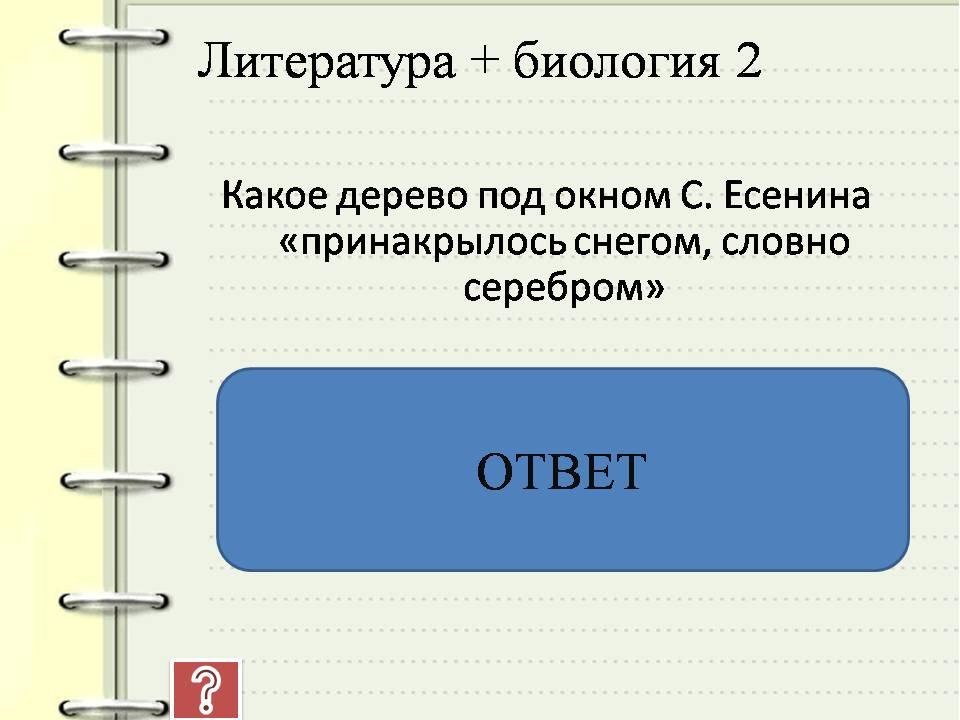 Литература + биология 2
Какое дерево под окном С. Есенина
«принакрылось снегом, словно
серебром»
ОТВЕТ
?